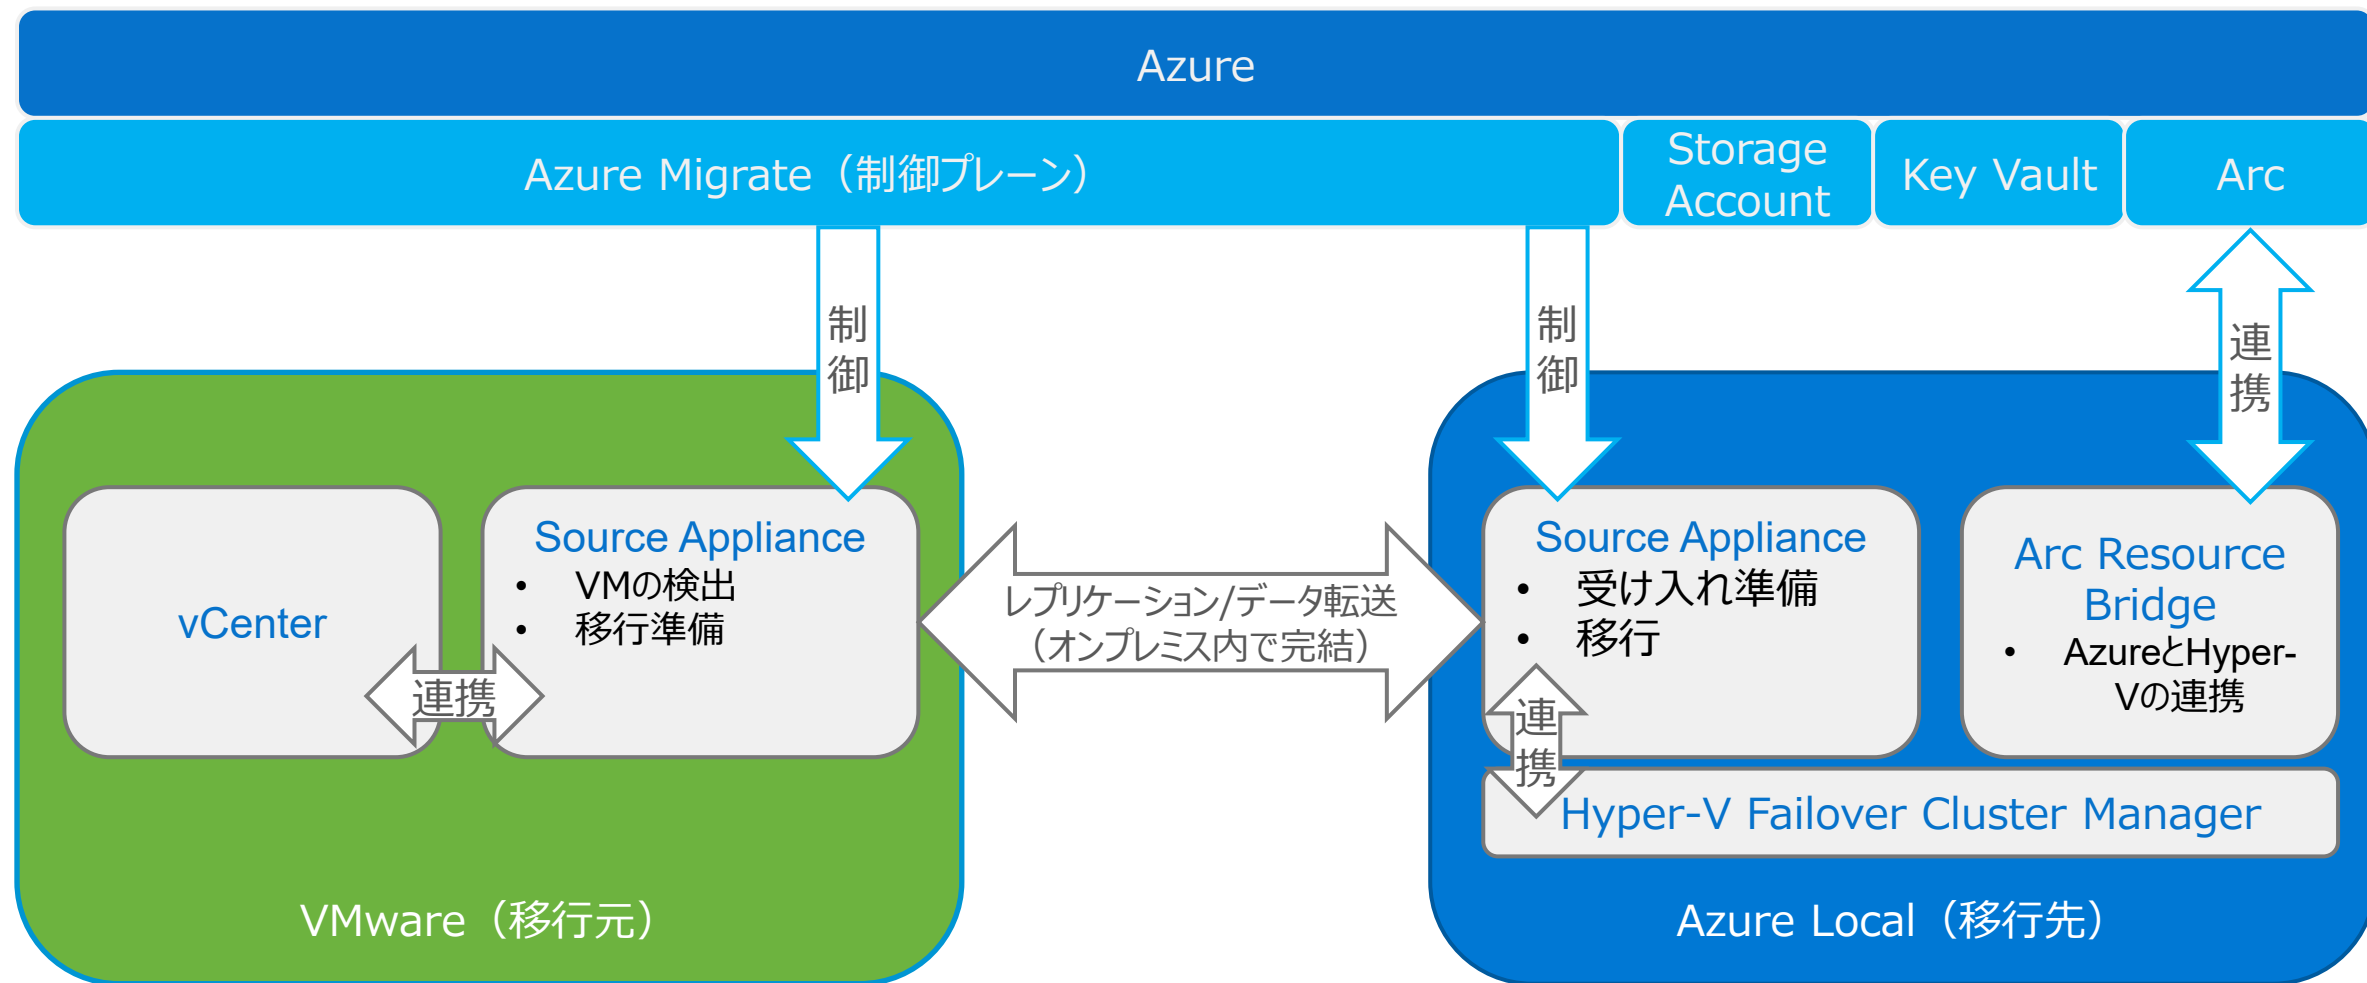 Azure
Azure Migrate（制御プレーン）
Storage
Account
Key Vault
Arc
制
御
制
御
連
携
vCenter
Source Appliance
• VMの検出
• 移行準備
連携
レプリケーション/データ転送
（オンプレミス内で完結）
Source Appliance
• 受け入れ準備
• 移行
連
携
Arc Resource
Bridge
• AzureとHyper-
Vの連携
Hyper-V Failover Cluster Manager
VMware（移行元）
Azure Local（移行先）